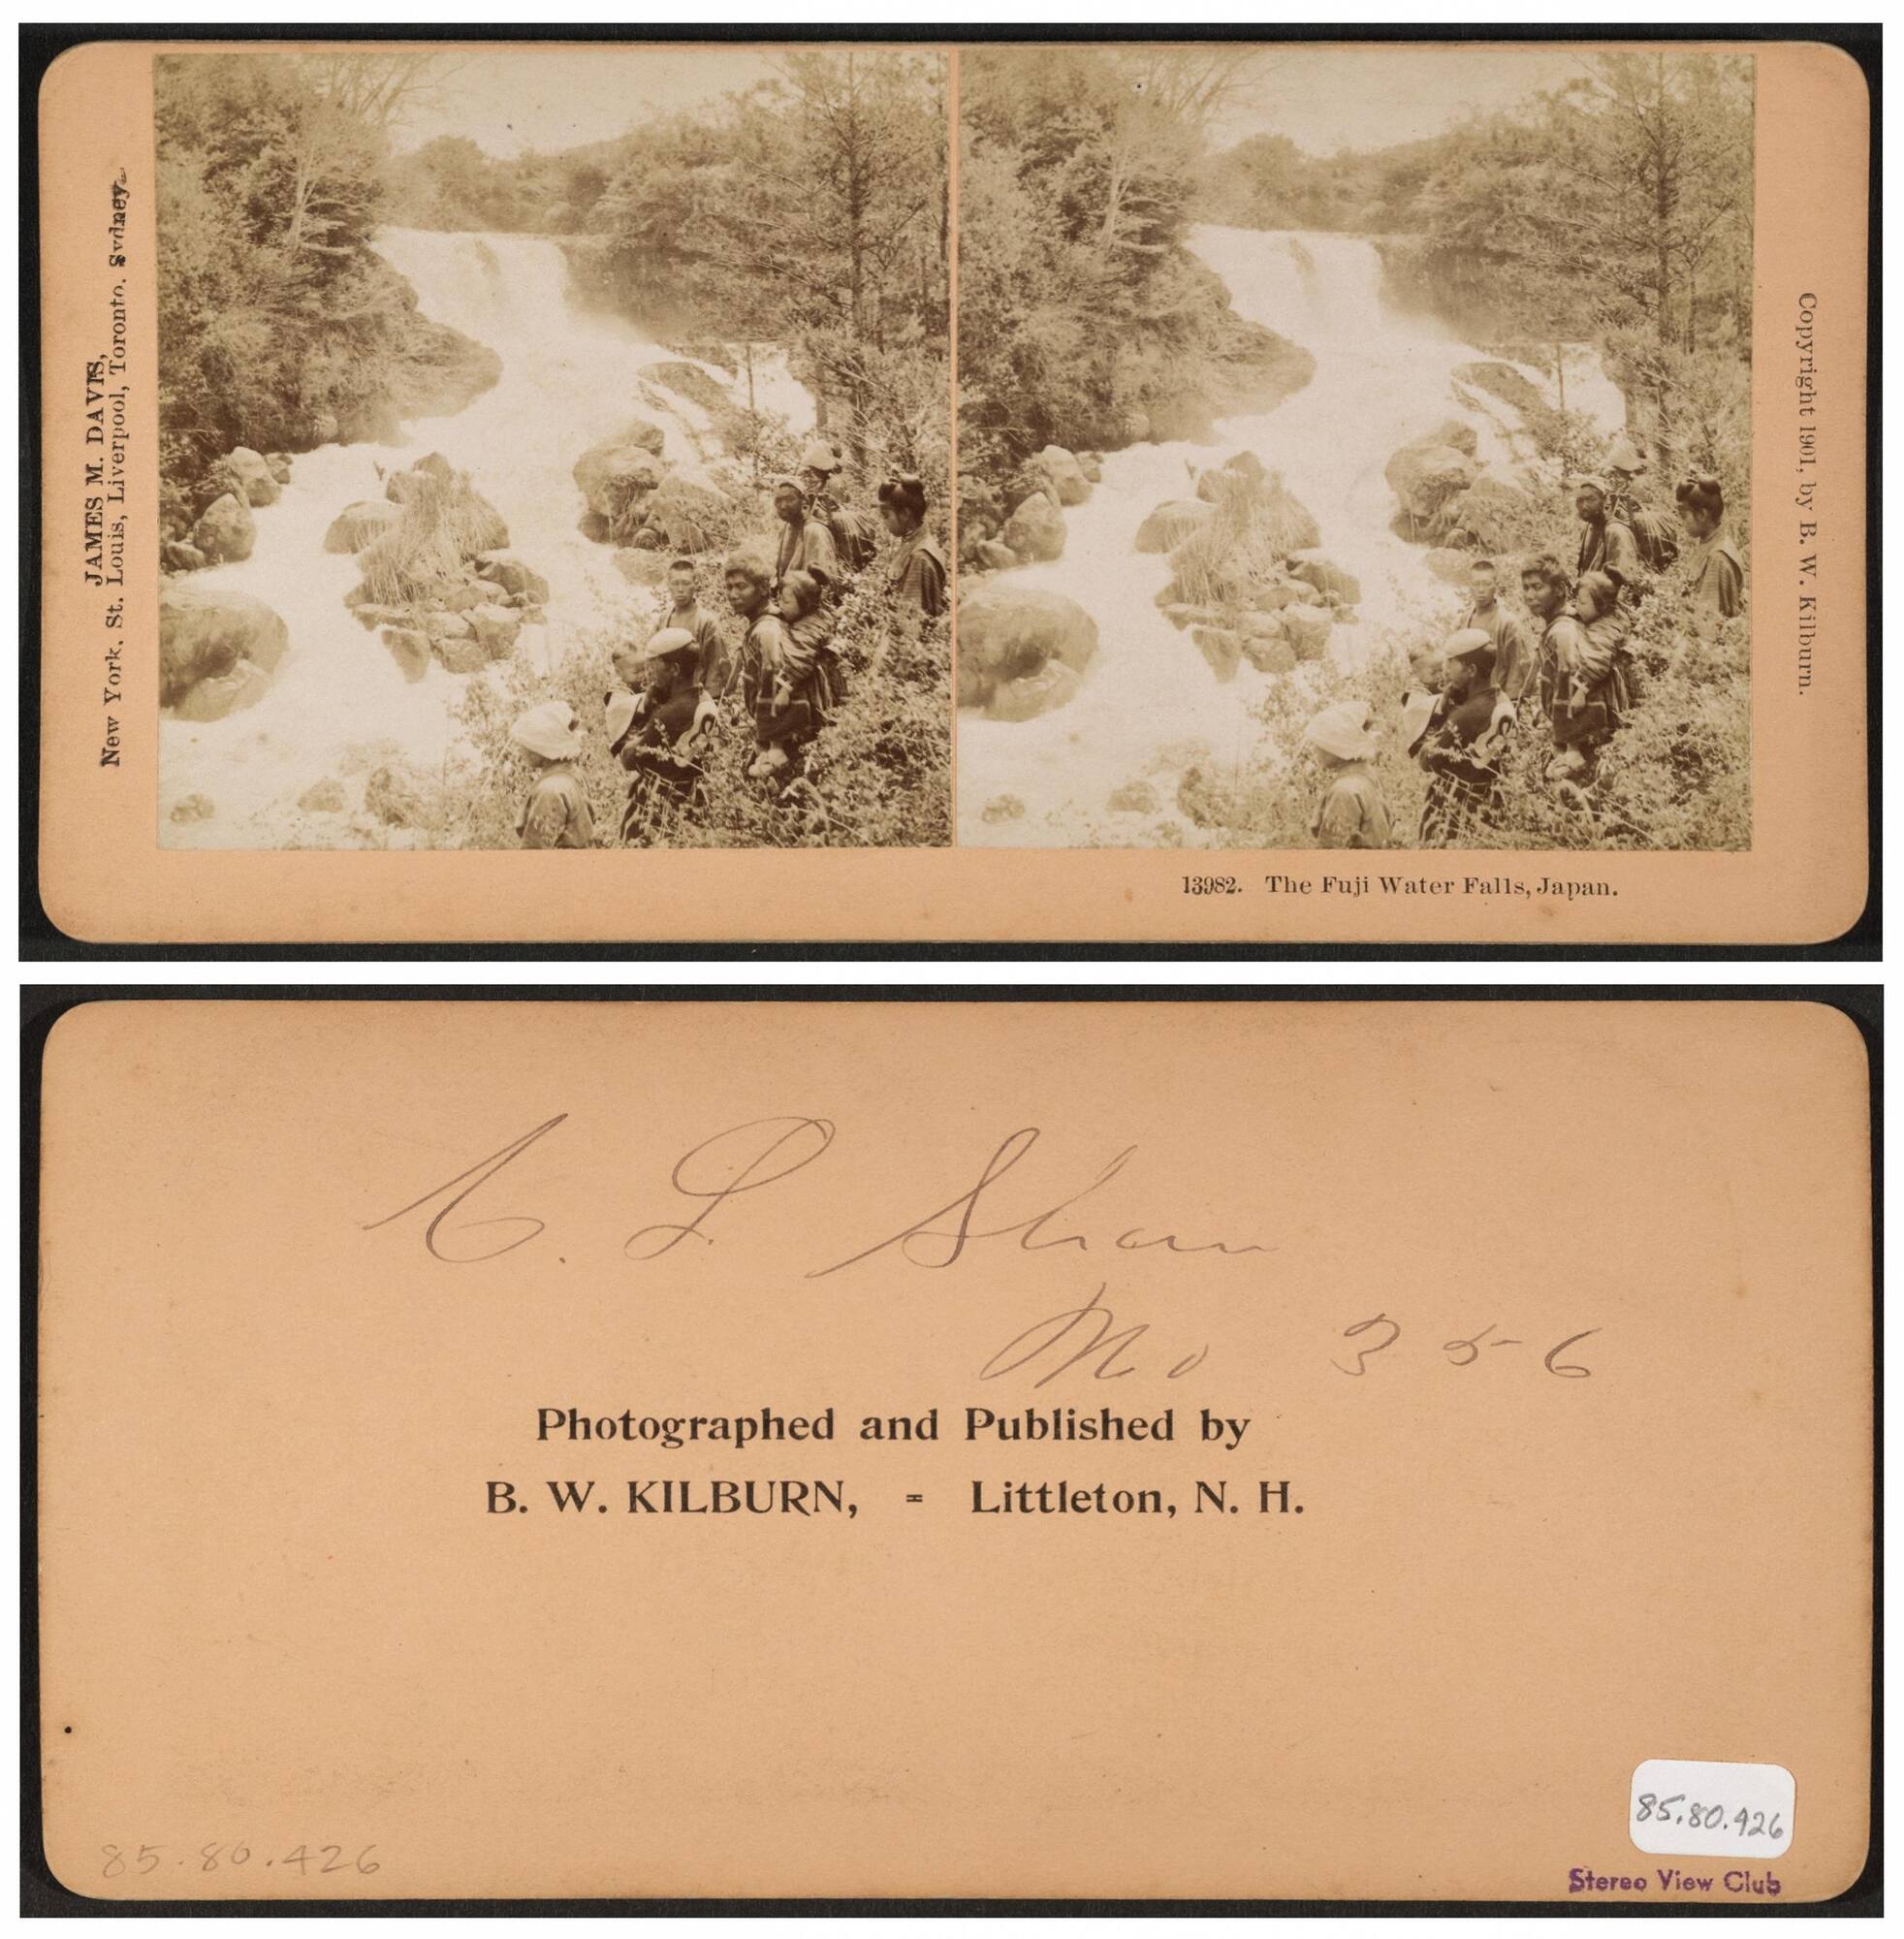 JAMES M. DAVIS,
New York, St. Louis, Liverpool, Toronto, Sydney.
Copyright 1901, by B. W. Kilburn.
13982. The Fuji Water Falls, Japan.
C. L. Shaw
No 356
Photographed and Published by
B. W. KILBURN, = Littleton, N. H.
85.80.426
85.80.426
Stereo View Club